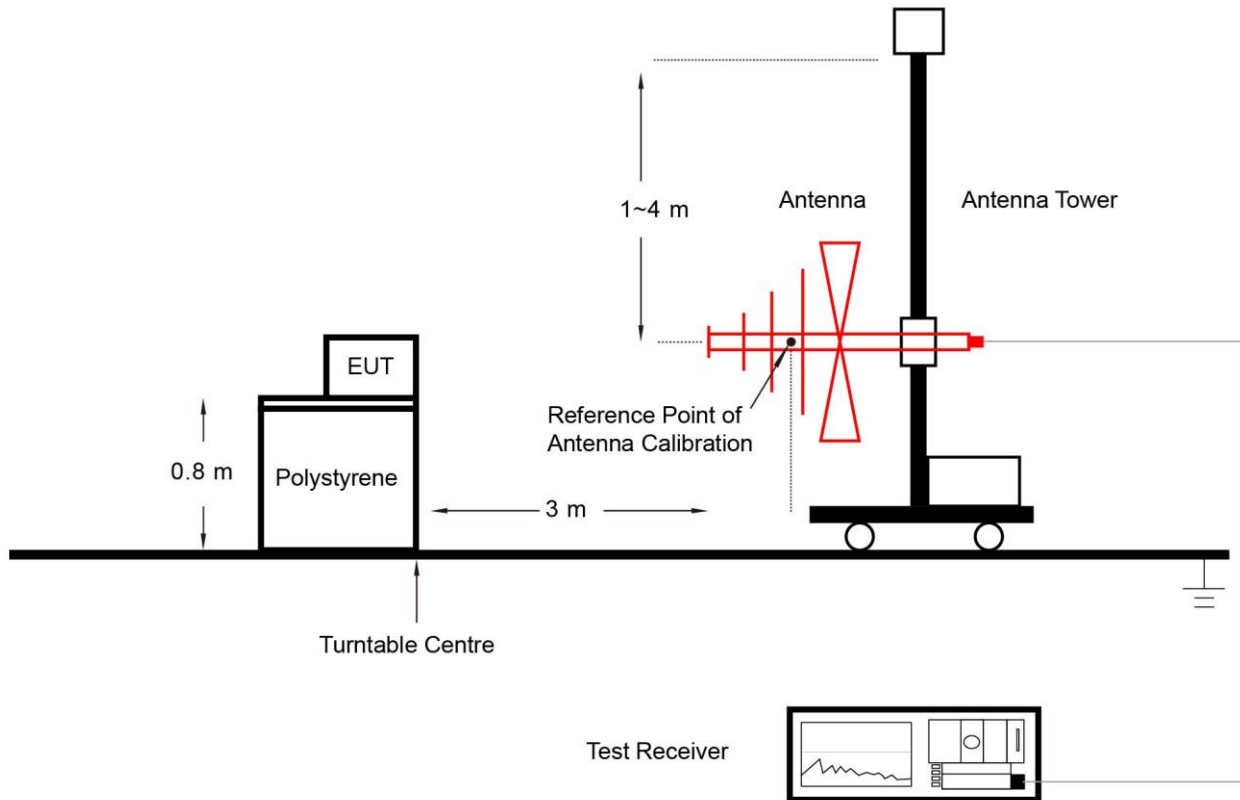 1~4 m
Antenna
Antenna Tower
EUT
Reference Point of
Antenna Calibration
0.8 m
Polystyrene
3 m
Turntable Centre
Test Receiver